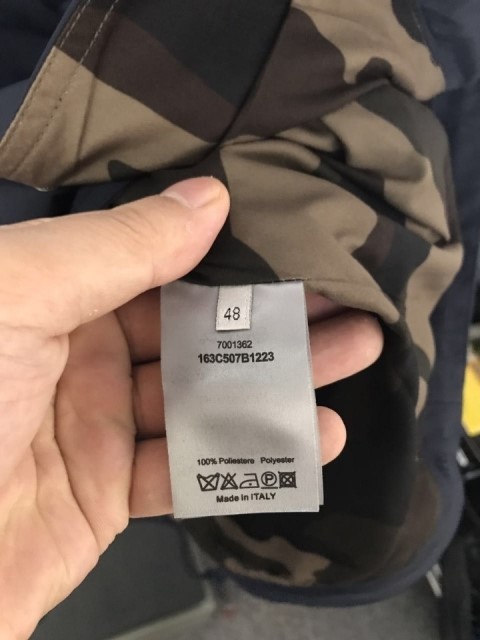 48
7001362
163C507B1223
100% Poliestere Polyester
P
Made in ITALY